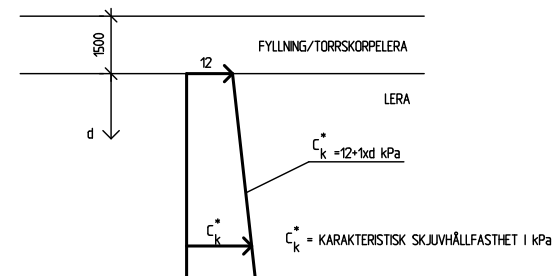 1500
FYLLNING/TORRSKORPELERA
12
LERA
d
C*k =12+1xd kPa
C*k
C*k = KARAKTERISTISK SKJUVHÅLLFASTHET I kPa